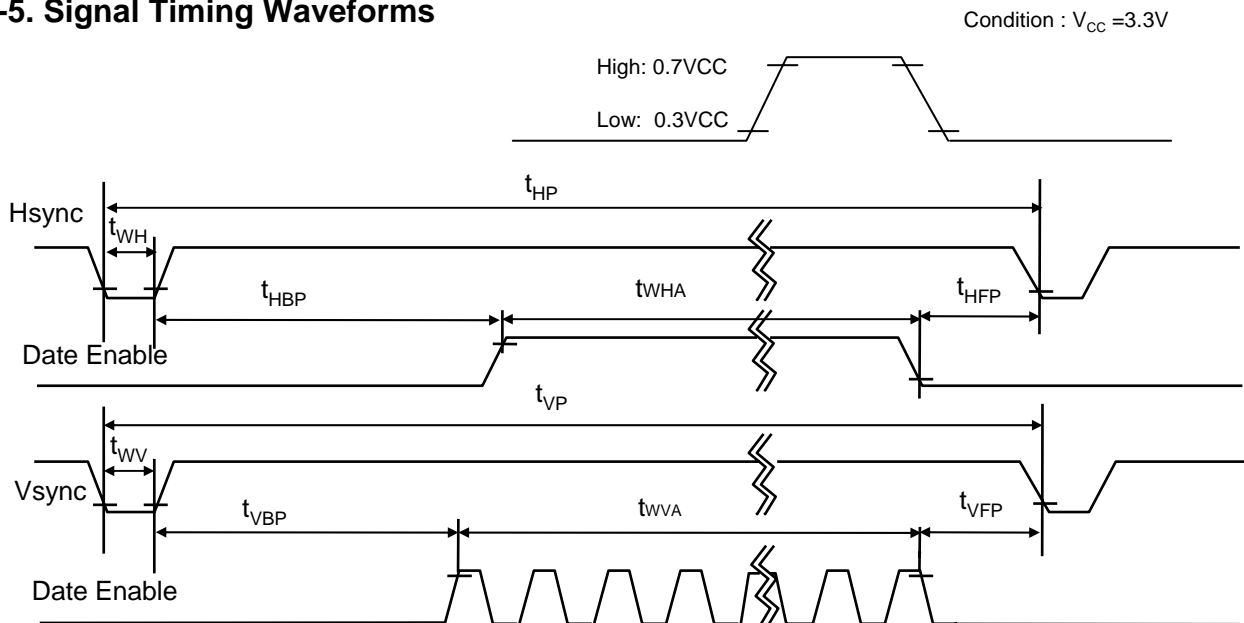 -5. Signal Timing Waveforms
Condition : VCC =3.3V
High: 0.7VCC
Low: 0.3VCC
tHP
Hsync
tWH
tHBP
tWHA
tHFP
Date Enable
tVP
tWV
Vsync
tVBP
tWVA
tVFP
Date Enable